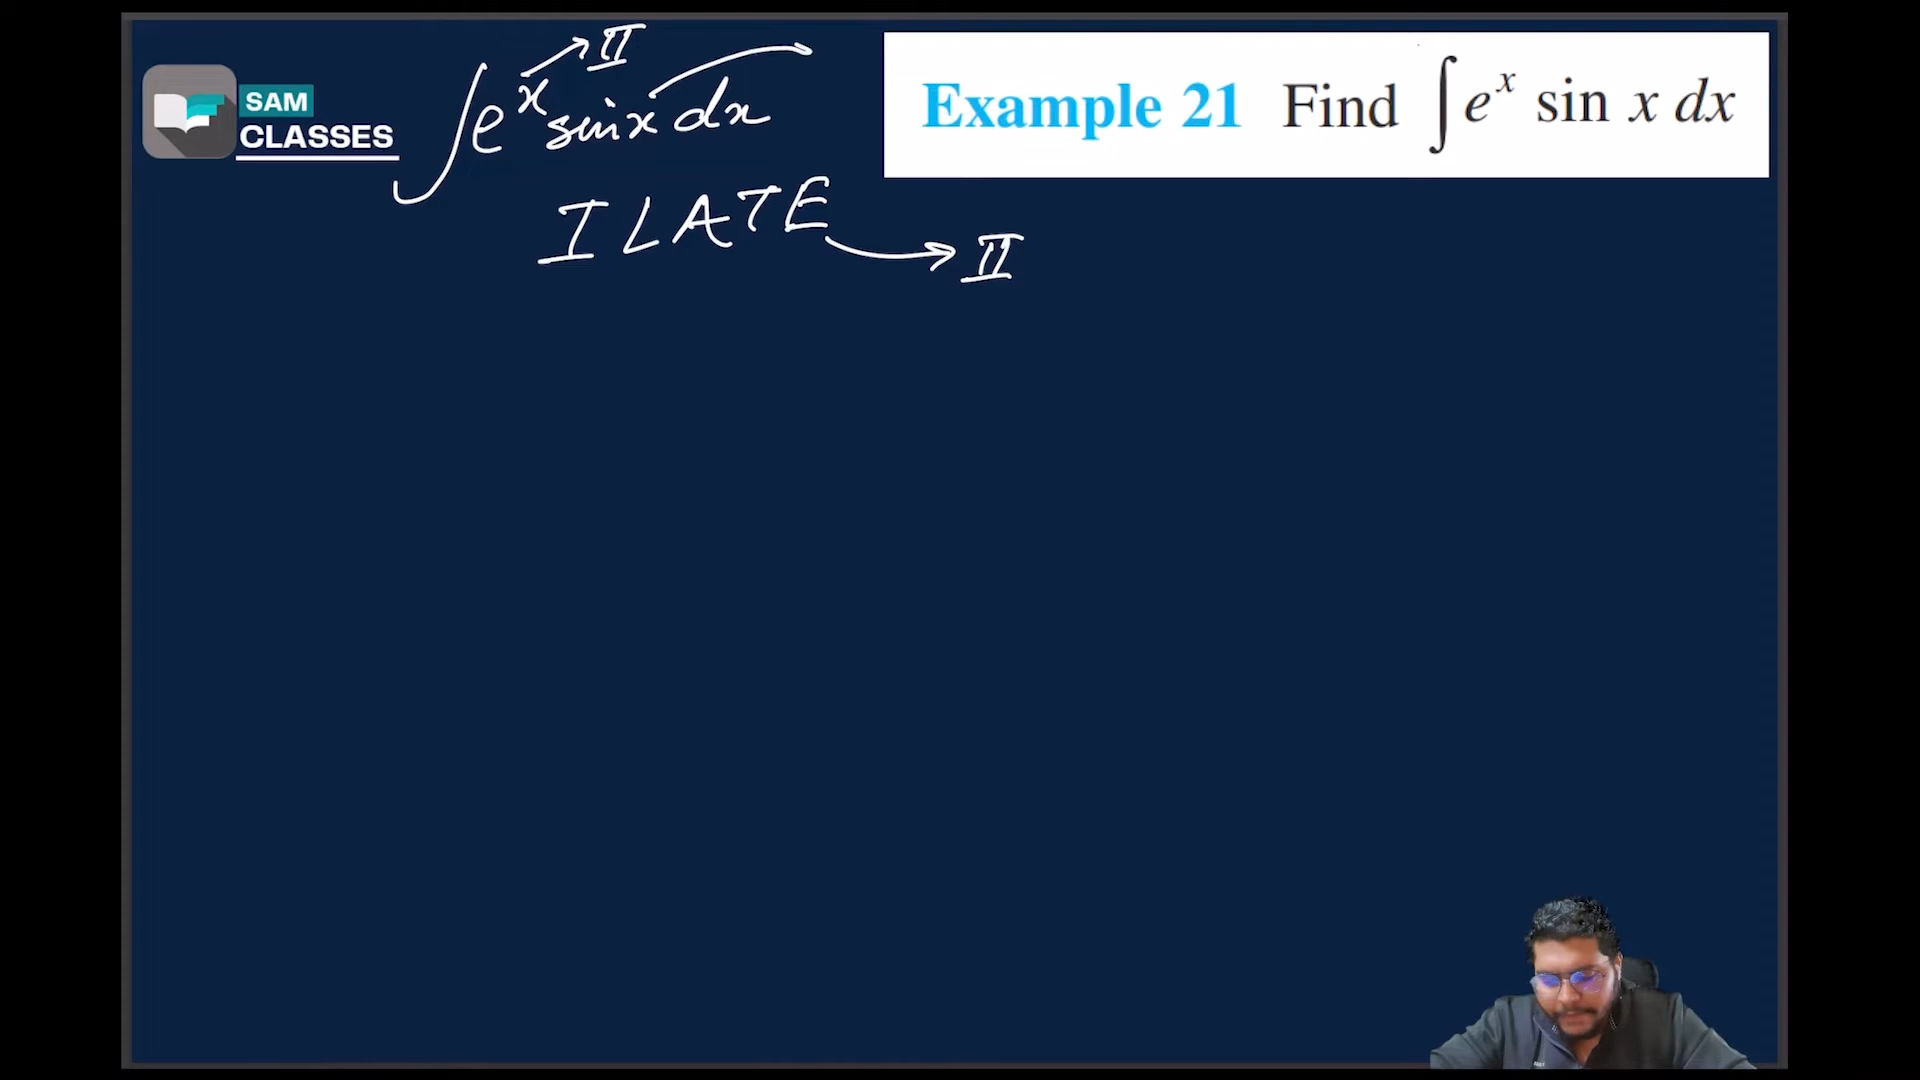 SAM
CLASSES
∫e^x sinx dx
II
Example 21 Find ∫e^x sin x dx
ILATE
II